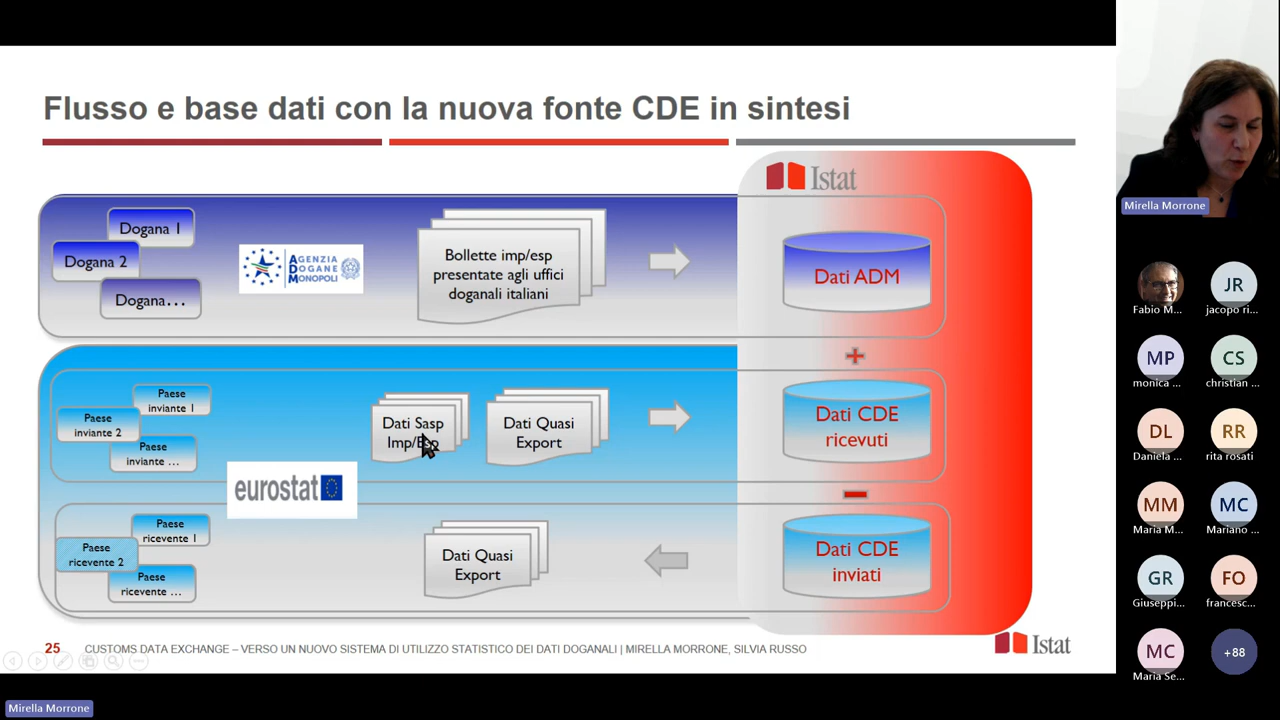 Flusso e base dati con la nuova fonte CDE in sintesi
Istat
Dogana 1
Dogana 2
Dogana...
AGENZIA
DOGANE
MONOPOLI
Bollette imp/esp
presentate agli uffici
doganali italiani
Dati ADM
+
Paese
inviante 1
Paese
inviante 2
Paese
inviante ...
Dati Sasp
Imp/Esp
Dati Quasi
Export
Dati CDE
ricevuti
eurostat
Paese
ricevente 1
Paese
ricevente 2
Paese
ricevente ...
Dati Quasi
Export
Dati CDE
inviati
25
CUSTOMS DATA EXCHANGE – VERSO UN NUOVO SISTEMA DI UTILIZZO STATISTICO DEI DATI DOGANALI | MIRELLA MORRONE, SILVIA RUSSO
Istat
Mirella Morrone
Mirella Morrone
Fabio M...
JR
jacopo ri...
MP
monica ...
CS
christian ...
DL
Daniela ...
RR
rita rosati
MM
Maria M...
MC
Mariano ...
GR
Giuseppi...
FO
francesc...
MC
Maria Se...
+88